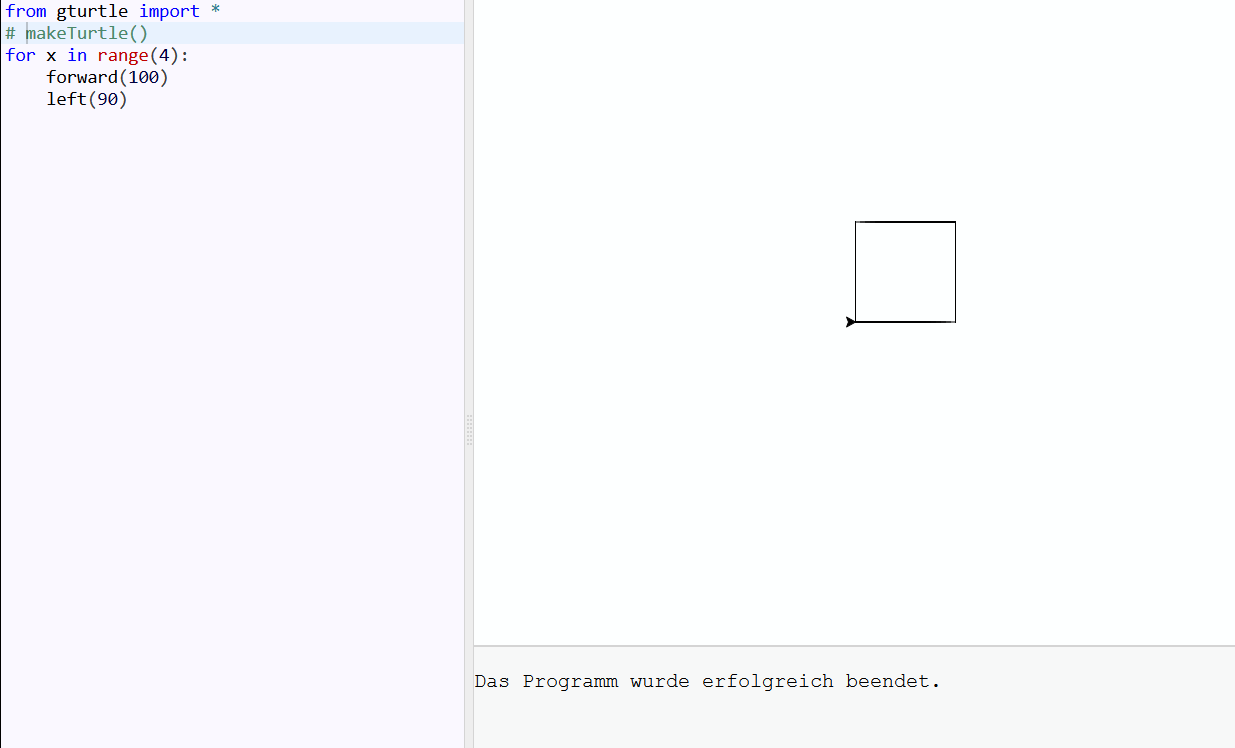 from gturtle import *
# makeTurtle()
for x in range(4):
    forward(100)
    left(90)
Das Programm wurde erfolgreich beendet.